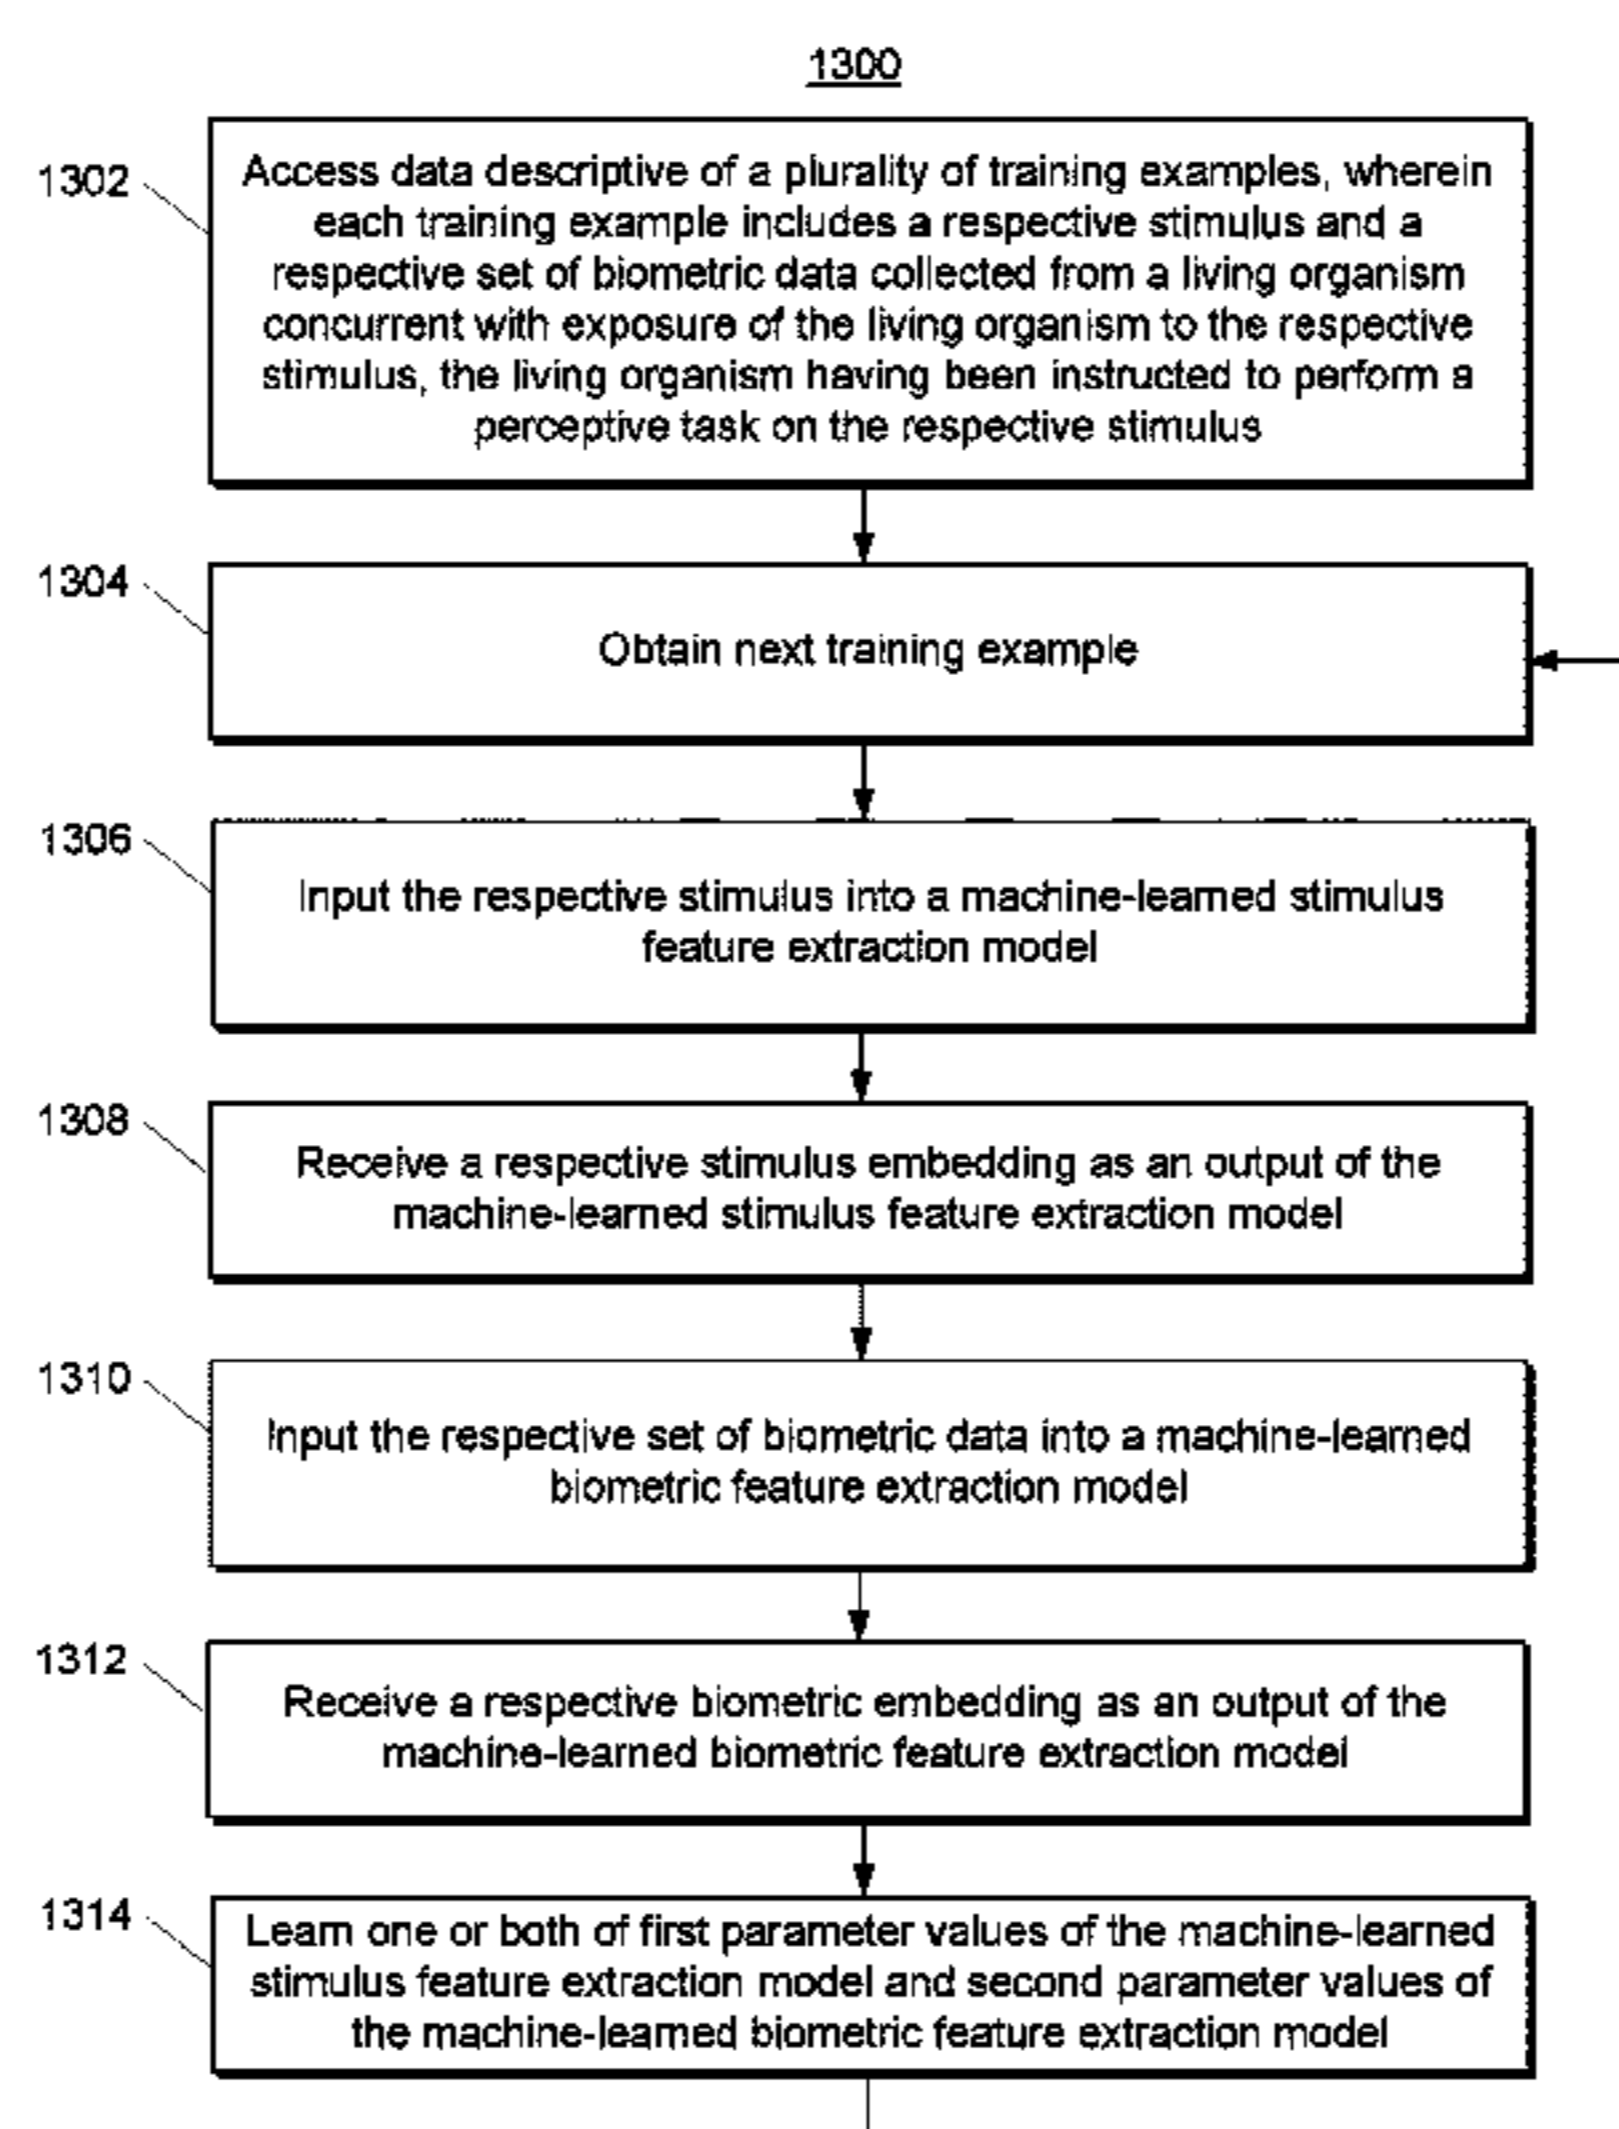 1300
1302
Access data descriptive of a plurality of training examples, wherein
each training example includes a respective stimulus and a
respective set of biometric data collected from a living organism
concurrent with exposure of the living organism to the respective
stimulus, the living organism having been instructed to perform a
perceptive task on the respective stimulus
1304
Obtain next training example
1306
Input the respective stimulus into a machine-learned stimulus
feature extraction model
1308
Receive a respective stimulus embedding as an output of the
machine-learned stimulus feature extraction model
1310
Input the respective set of biometric data into a machine-learned
biometric feature extraction model
1312
Receive a respective biometric embedding as an output of the
machine-learned biometric feature extraction model
1314
Learn one or both of first parameter values of the machine-learned
stimulus feature extraction model and second parameter values of
the machine-learned biometric feature extraction model